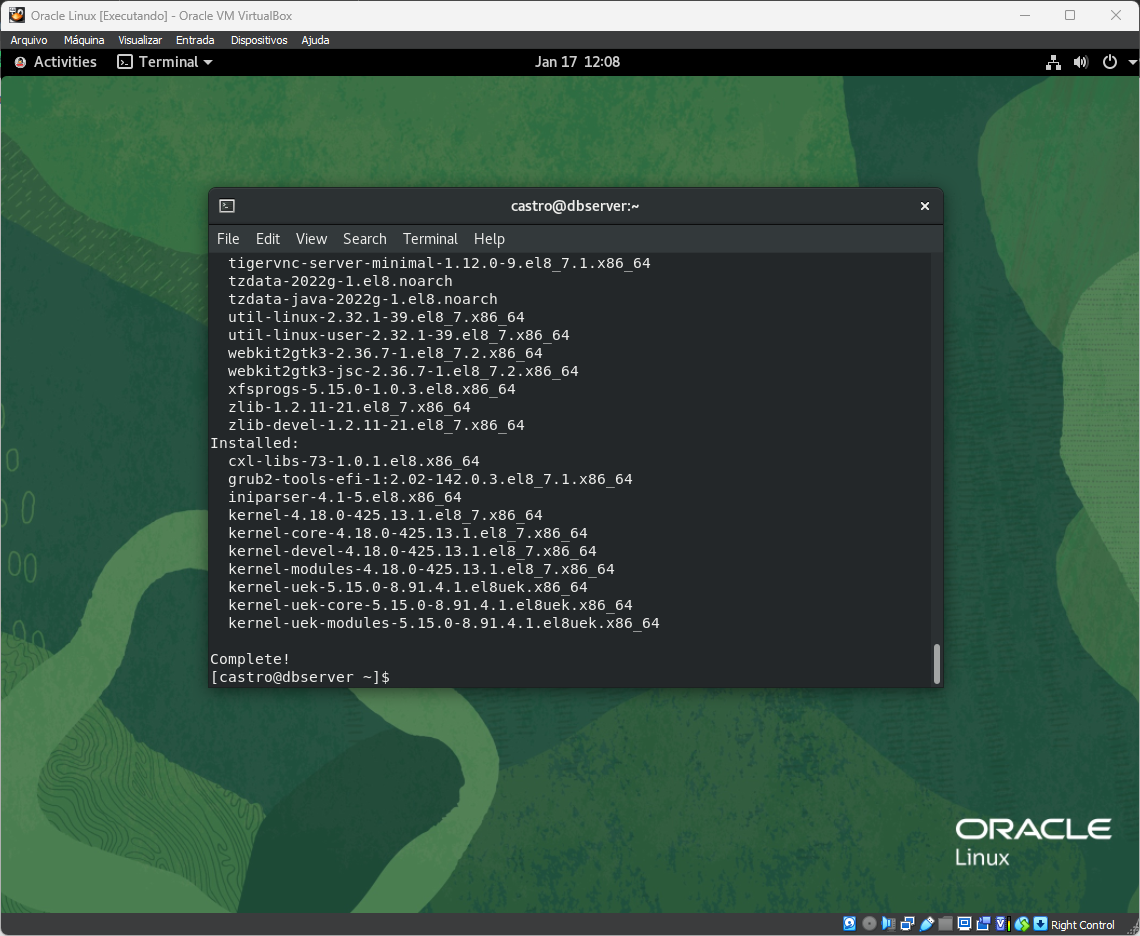 Oracle Linux [Executando] - Oracle VM VirtualBox
Arquivo Máquina Visualizar Entrada Dispositivos Ajuda
Activities Terminal Jan 17 12:08
castro@dbserver:~
File Edit View Search Terminal Help
tigervnc-server-minimal-1.12.0-9.el8_7.1.x86_64
tzdata-2022g-1.el8.noarch
tzdata-java-2022g-1.el8.noarch
util-linux-2.32.1-39.el8_7.x86_64
util-linux-user-2.32.1-39.el8_7.x86_64
webkit2gtk3-2.36.7-1.el8_7.2.x86_64
webkit2gtk3-jsc-2.36.7-1.el8_7.2.x86_64
xfsprogs-5.15.0-1.0.3.el8.x86_64
zlib-1.2.11-21.el8_7.x86_64
zlib-devel-1.2.11-21.el8_7.x86_64
Installed:
cxl-libs-73-1.0.1.el8.x86_64
grub2-tools-efi-1:2.02-142.0.3.el8_7.1.x86_64
iniparser-4.1-5.el8.x86_64
kernel-4.18.0-425.13.1.el8_7.x86_64
kernel-core-4.18.0-425.13.1.el8_7.x86_64
kernel-devel-4.18.0-425.13.1.el8_7.x86_64
kernel-modules-4.18.0-425.13.1.el8_7.x86_64
kernel-uek-5.15.0-8.91.4.1.el8uek.x86_64
kernel-uek-core-5.15.0-8.91.4.1.el8uek.x86_64
kernel-uek-modules-5.15.0-8.91.4.1.el8uek.x86_64
Complete!
[castro@dbserver ~]$
ORACLE
Linux
Right Control